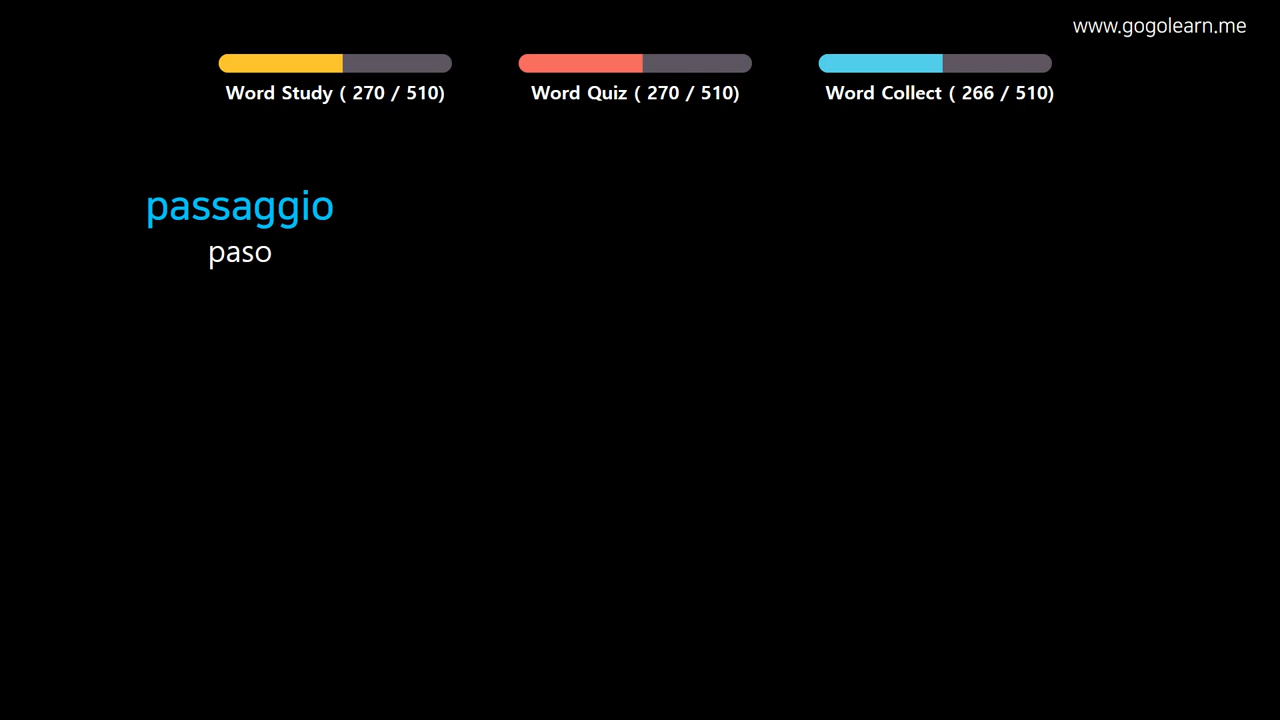 www.gogolearn.me
Word Study ( 270 / 510)
Word Quiz ( 270 / 510)
Word Collect ( 266 / 510)
passaggio
paso